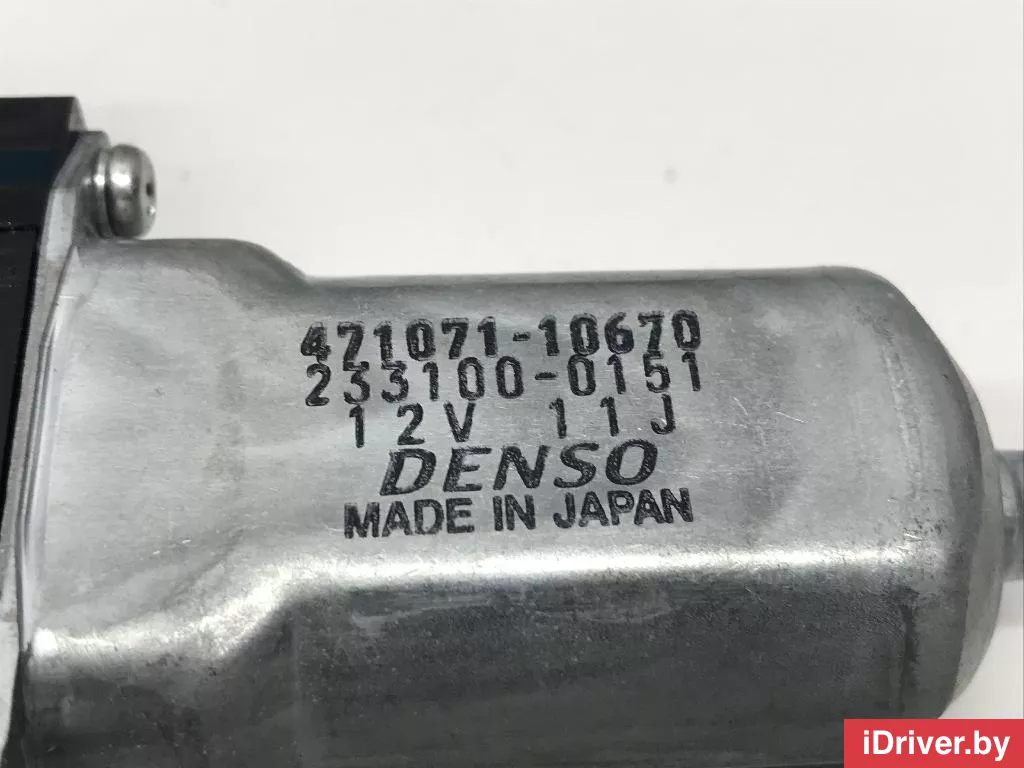 471071-10670
233100-0151
12V 11J
DENSO
MADE IN JAPAN
iDriver.by